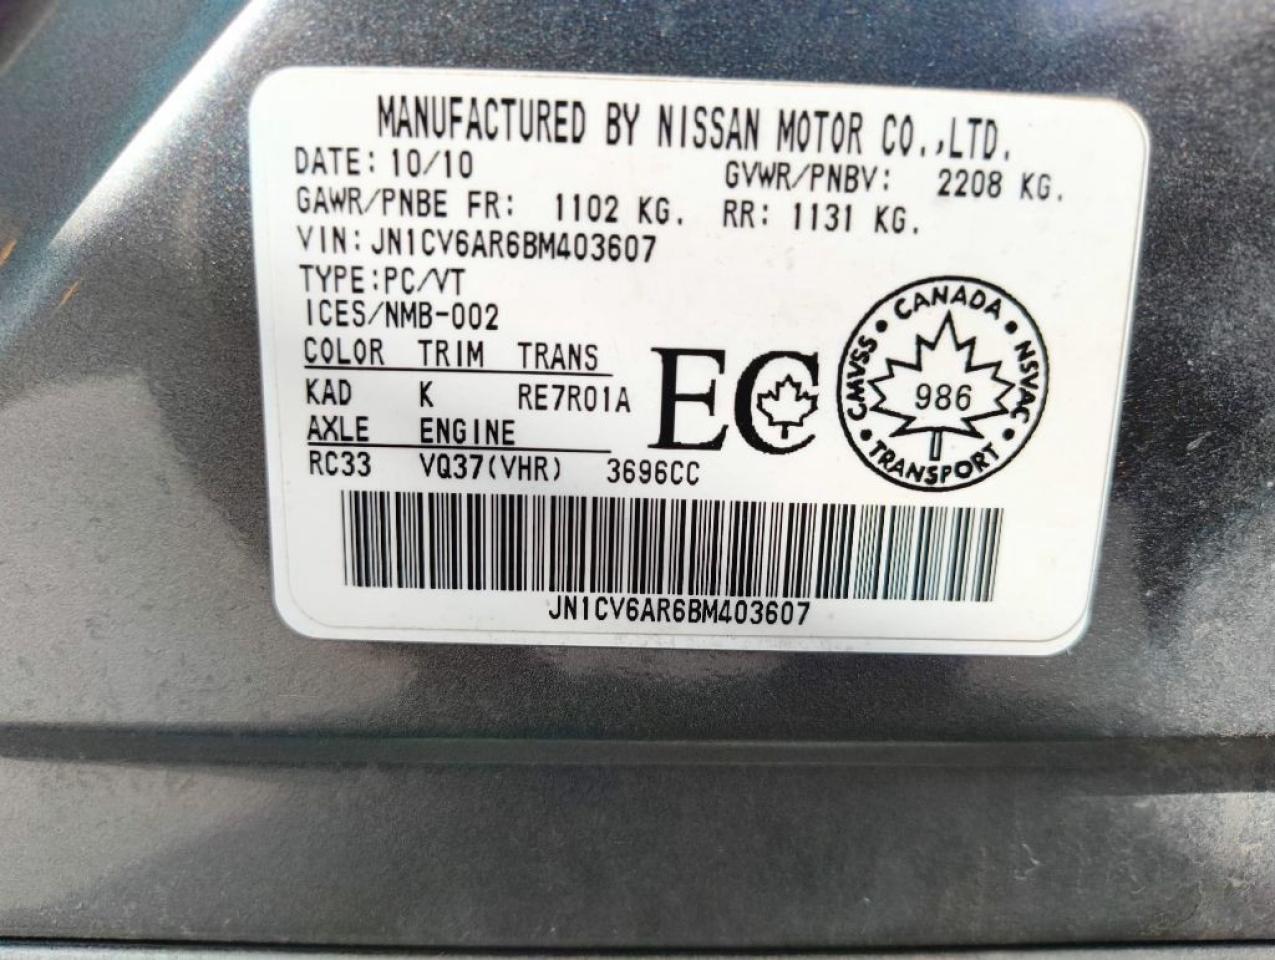 MANUFACTURED BY NISSAN MOTOR CO.,LTD.
DATE: 10/10 GVWR/PNBV: 2208 KG.
GAWR/PNBE FR: 1102 KG. RR: 1131 KG.
VIN: JN1CV6AR6BM403607
TYPE:PC/VT
ICES/NMB-002
COLOR TRIM TRANS
KAD K RE7R01A
AXLE ENGINE
RC33 VQ37(VHR) 3696CC
EC
CANADA • NSVAC • TRANSPORT • CMVSS •
986
JN1CV6AR6BM403607